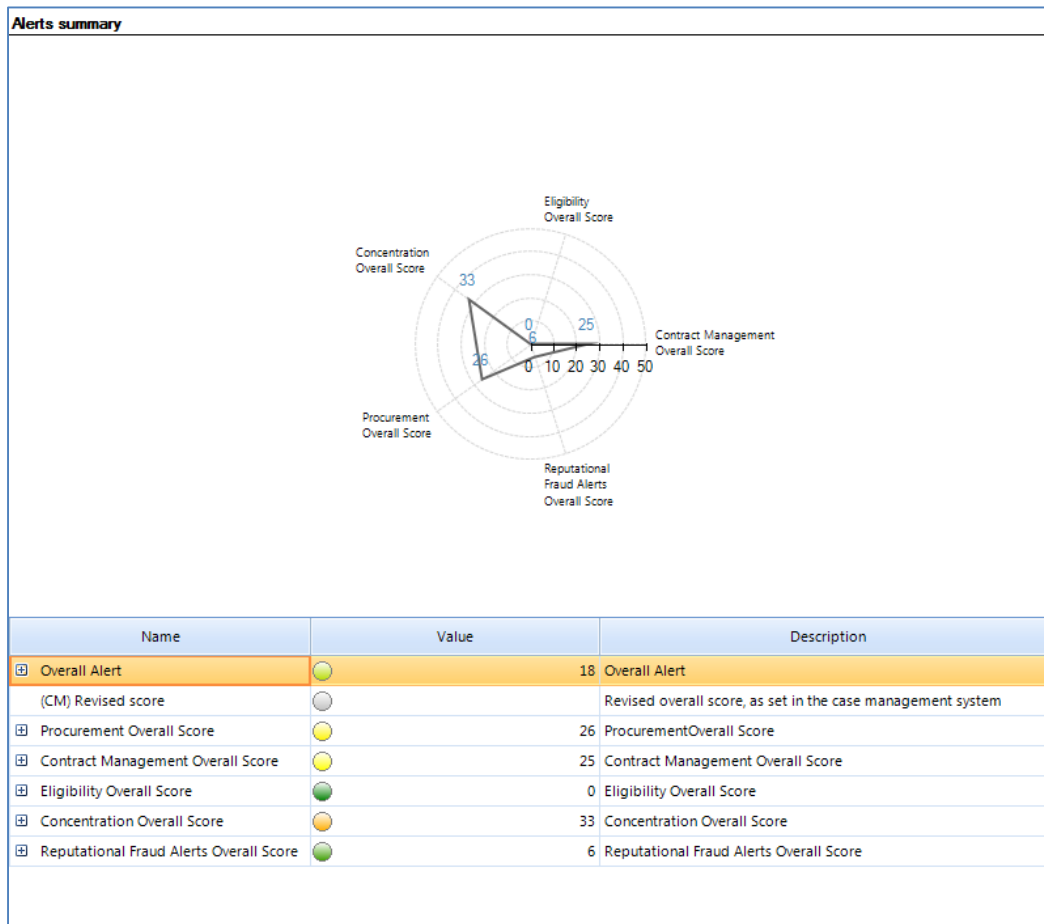 Alerts summary
Eligibility
Overall Score
Concentration
Overall Score
33
0
6
25
Contract Management
Overall Score
26
0 10 20 30 40 50
Procurement
Overall Score
Reputational
Fraud Alerts
Overall Score
Name Value Description
Overall Alert 18 Overall Alert
(CM) Revised score Revised overall score, as set in the case management system
Procurement Overall Score 26 ProcurementOverall Score
Contract Management Overall Score 25 Contract Management Overall Score
Eligibility Overall Score 0 Eligibility Overall Score
Concentration Overall Score 33 Concentration Overall Score
Reputational Fraud Alerts Overall Score 6 Reputational Fraud Alerts Overall Score